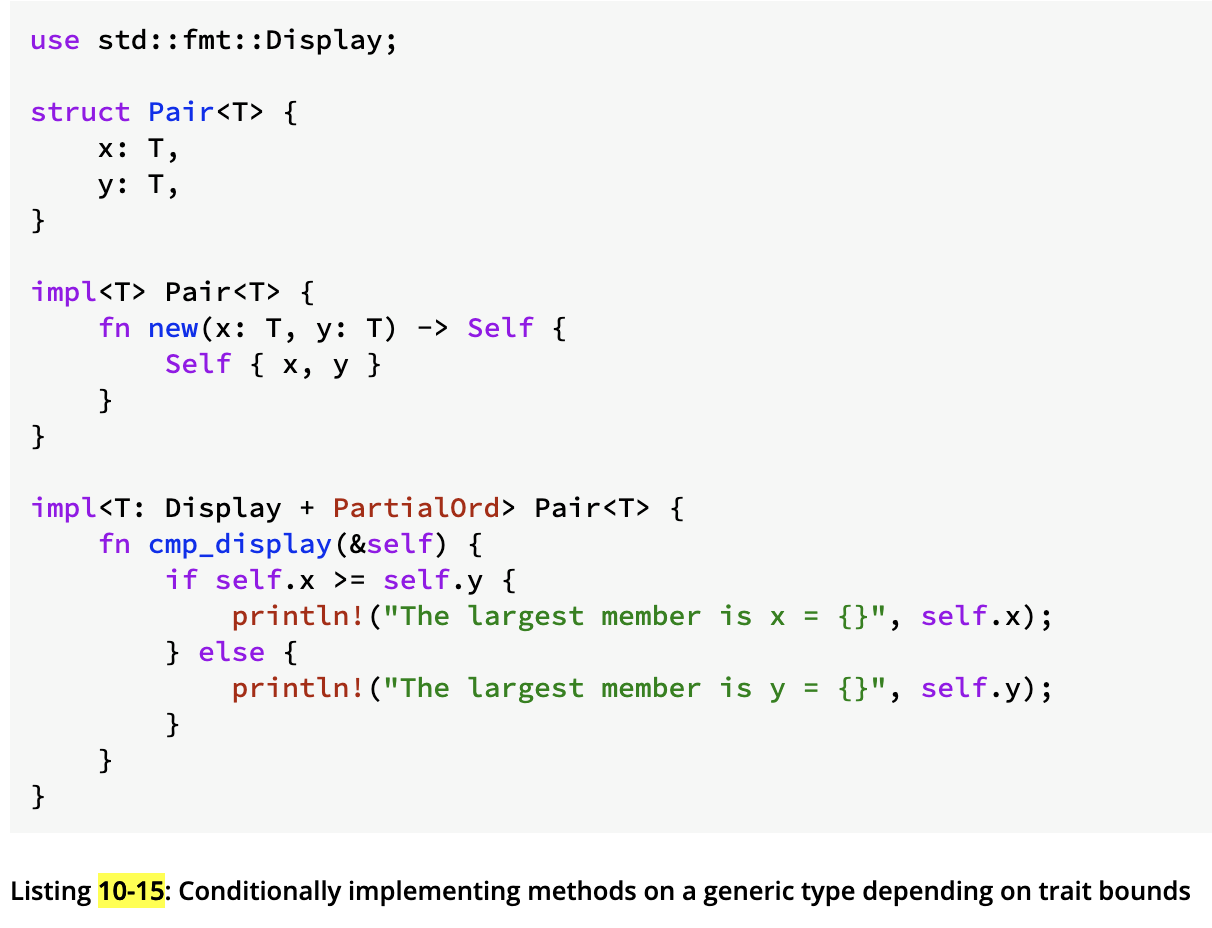 use std::fmt::Display;

struct Pair<T> {
    x: T,
    y: T,
}

impl<T> Pair<T> {
    fn new(x: T, y: T) -> Self {
        Self { x, y }
    }
}

impl<T: Display + PartialOrd> Pair<T> {
    fn cmp_display(&self) {
        if self.x >= self.y {
            println!("The largest member is x = {}", self.x);
        } else {
            println!("The largest member is y = {}", self.y);
        }
    }
}

Listing 10-15: Conditionally implementing methods on a generic type depending on trait bounds